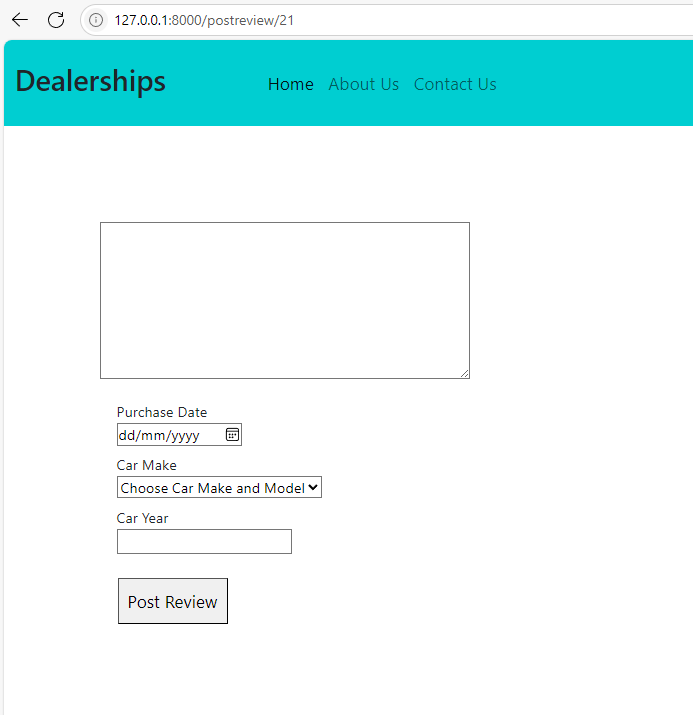 127.0.0.1:8000/postreview/21
Dealerships
Home About Us Contact Us
Purchase Date
dd/mm/yyyy
Car Make
Choose Car Make and Model
Car Year
Post Review